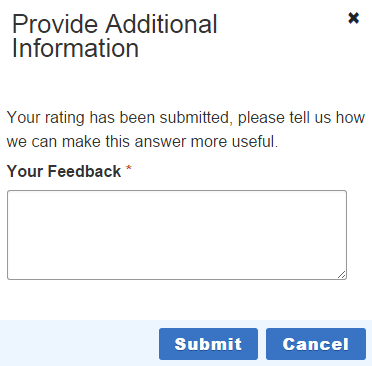 Provide Additional
Information
✖
Your rating has been submitted, please tell us how
we can make this answer more useful.
Your Feedback *
Submit
Cancel